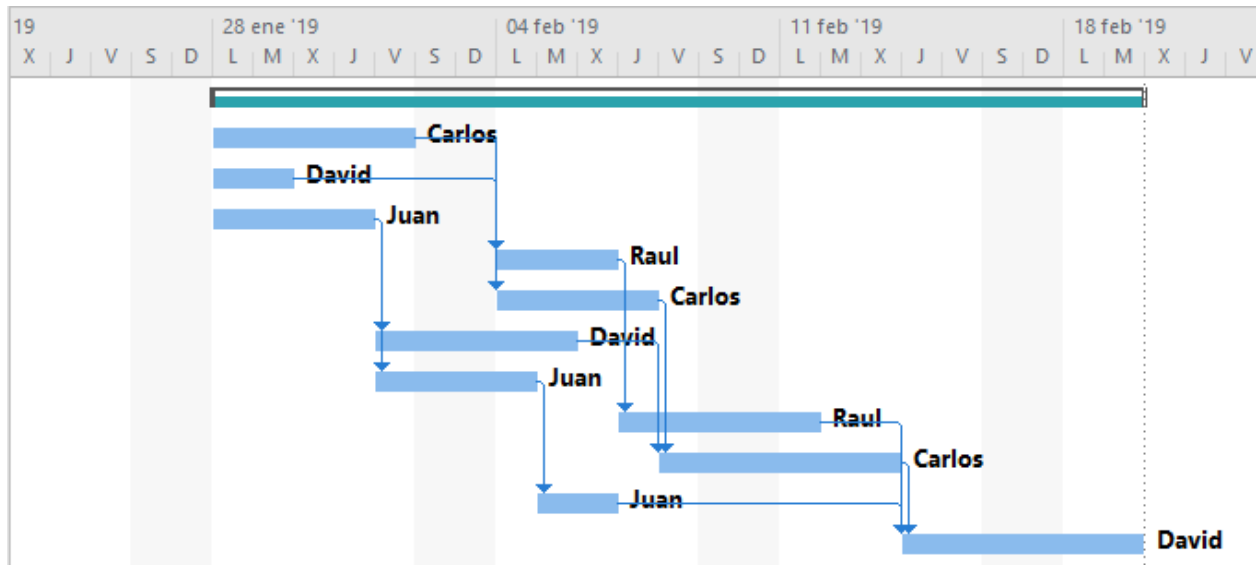 19 28 ene '19 04 feb '19 11 feb '19 18 feb '19
X J V S D L M X J V S D L M X J V S D L M X J V S D L M X J V
Carlos
David
Juan
Raul
Carlos
David
Juan
Raul
Carlos
Juan
David